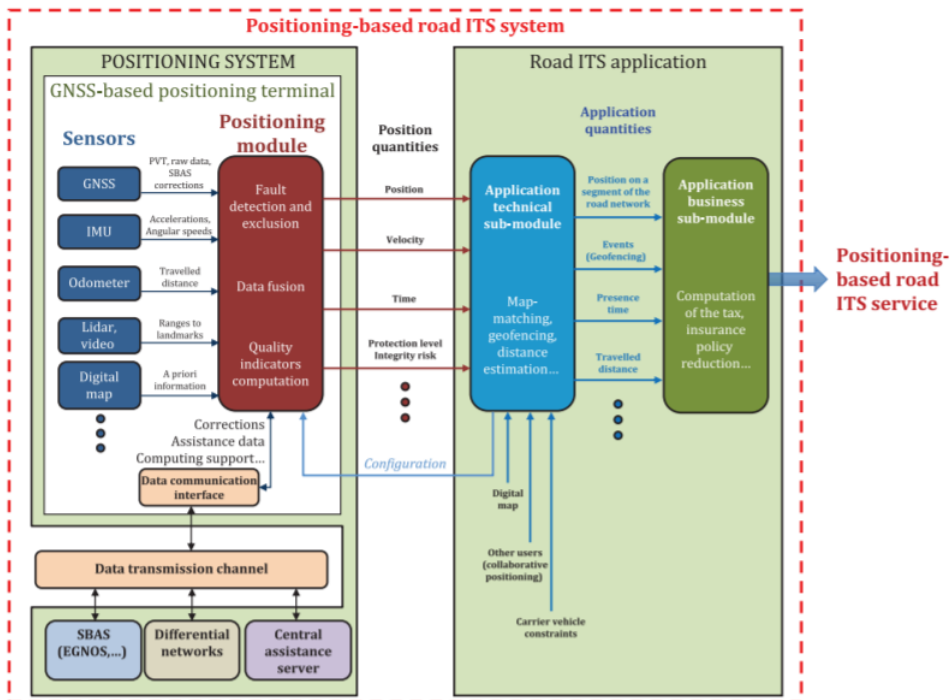 Positioning-based road ITS system
POSITIONING SYSTEM
GNSS-based positioning terminal
Sensors
GNSS
IMU
Odometer
Lidar,
video
Digital
map
PVT, raw data,
SBAS
corrections
Accelerations,
Angular speeds
Travelled
distance
Ranges to
landmarks
A priori
information
Positioning
module
Fault
detection and
exclusion
Data fusion
Quality
indicators
computation
Corrections
Assistance data
Computing support...
Data communication
interface
Data transmission channel
SBAS
(EGNOS,...)
Differential
networks
Central
assistance
server
Position
quantities
Position
Velocity
Time
Protection level
Integrity risk
Configuration
Road ITS application
Application
technical
sub-module
Map-
matching,
geofencing,
distance
estimation...
Digital
map
Other users
(collaborative
positioning)
Carrier vehicle
constraints
Application
quantities
Position on a
segment of the
road network
Events
(Geofencing)
Presence
time
Travelled
distance
Application
business
sub-module
Computation
of the tax,
insurance
policy
reduction...
Positioning-
based road
ITS service